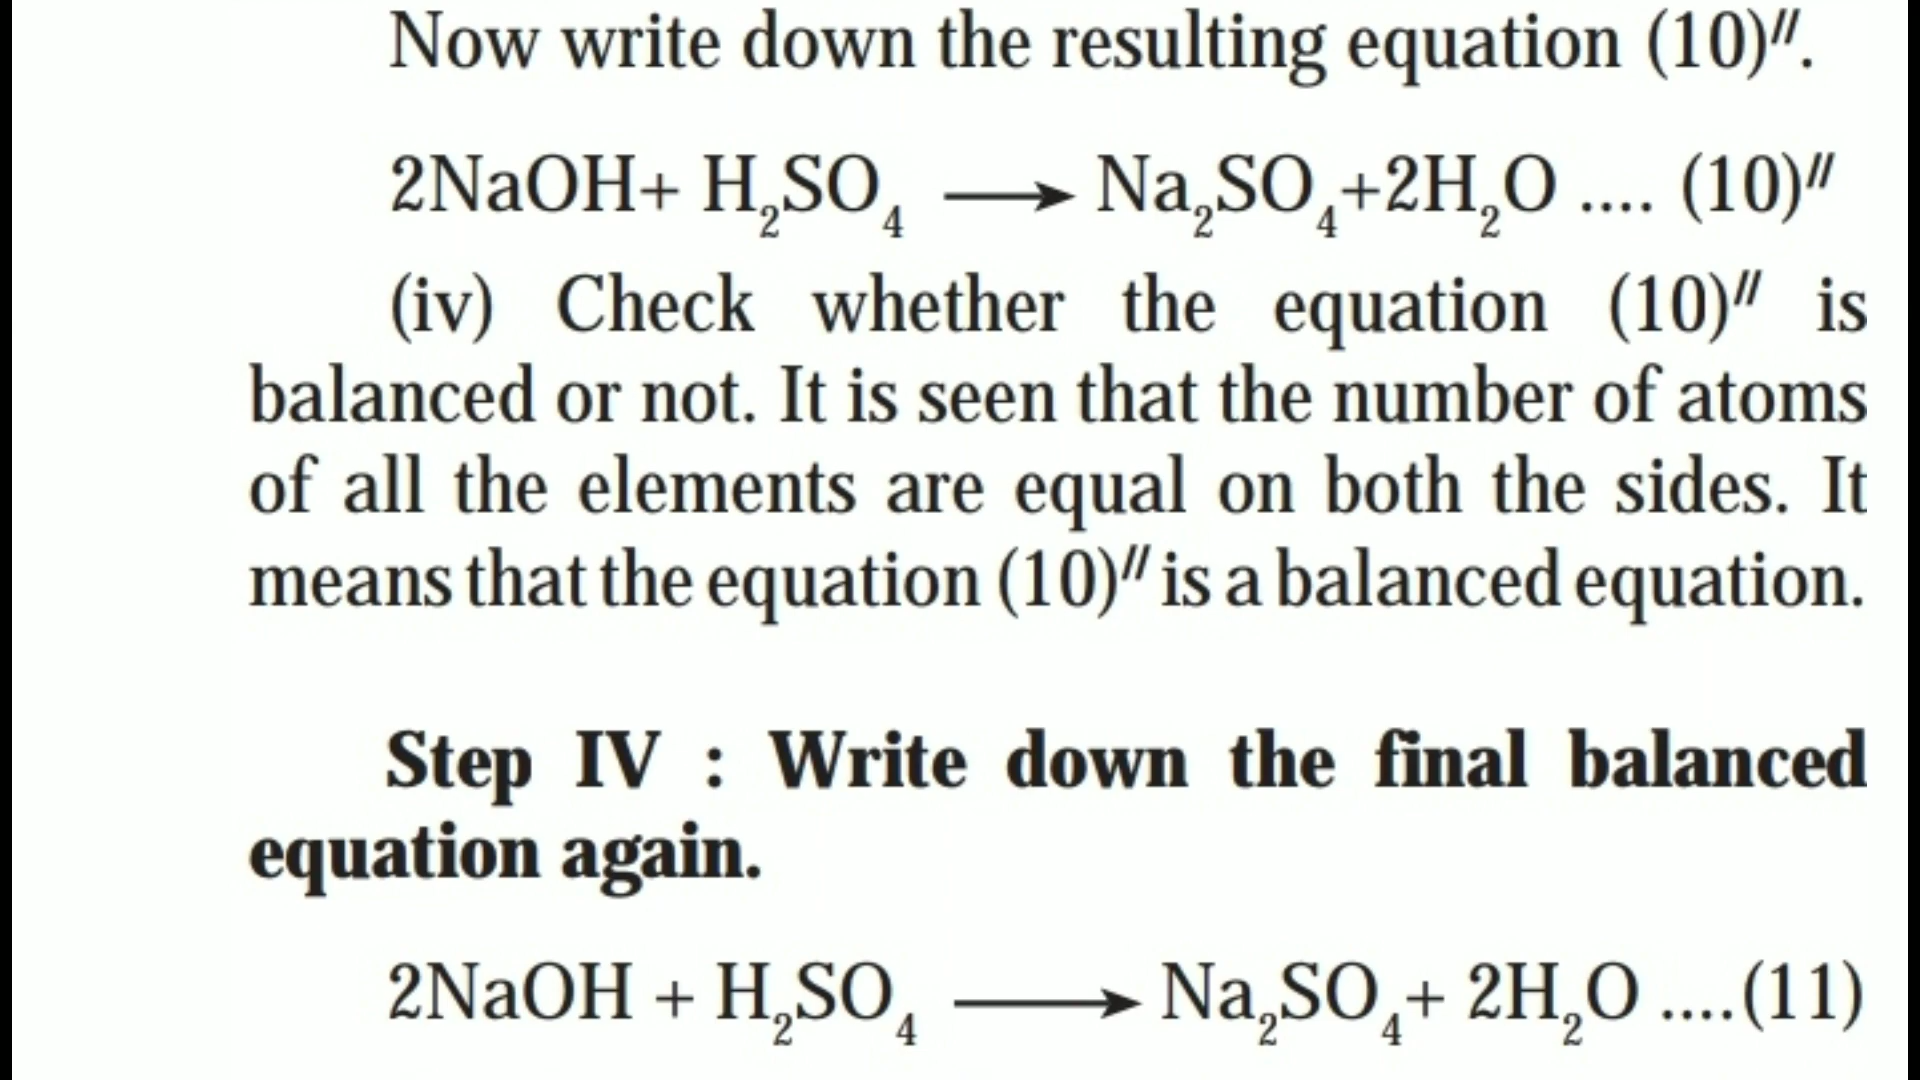 Now write down the resulting equation (10)″.
2NaOH+ H₂SO₄ ⟶ Na₂SO₄+2H₂O .... (10)″
(iv) Check whether the equation (10)″ is
balanced or not. It is seen that the number of atoms
of all the elements are equal on both the sides. It
means that the equation (10)″ is a balanced equation.
Step IV : Write down the final balanced
equation again.
2NaOH + H₂SO₄ ⟶ Na₂SO₄+ 2H₂O ....(11)